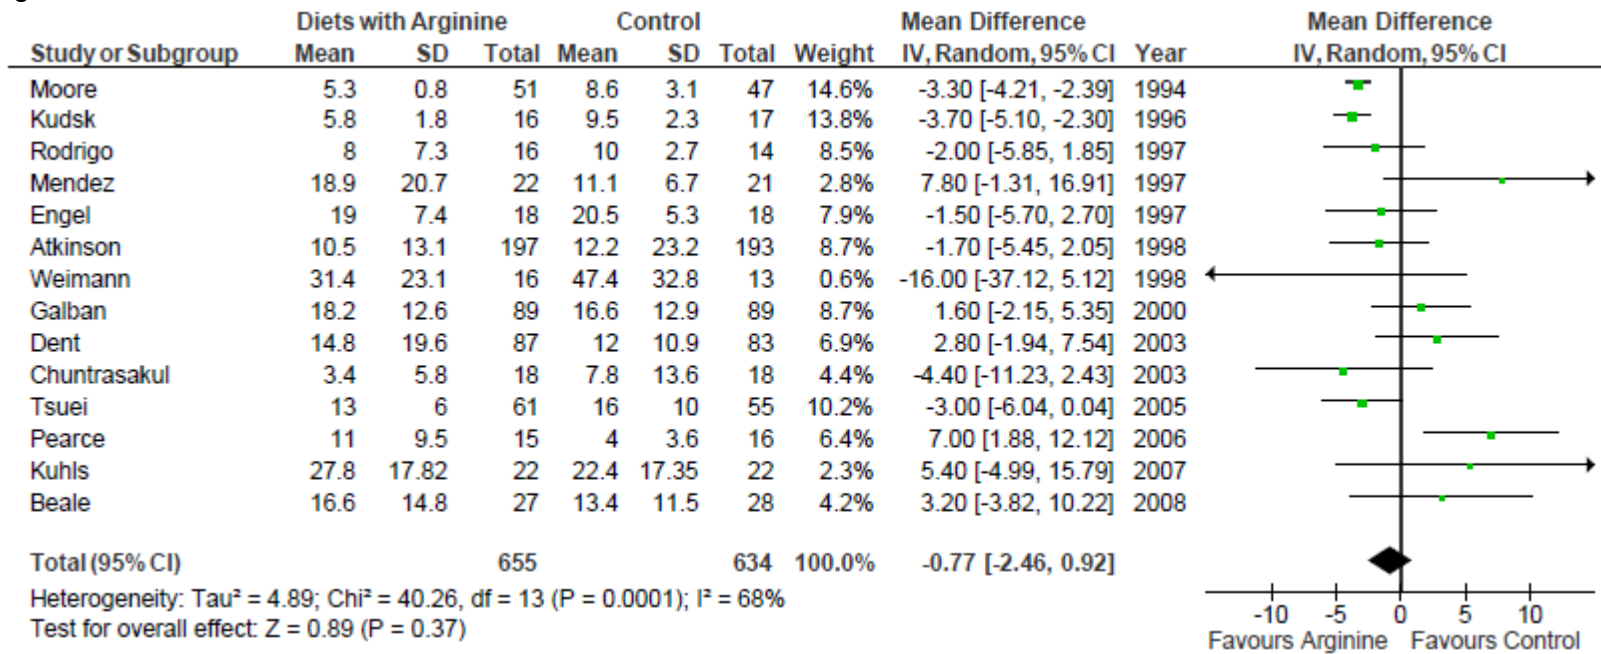 Diets with Arginine Control Mean Difference Mean Difference
Study or Subgroup Mean SD Total Mean SD Total Weight IV, Random, 95% CI Year IV, Random, 95% CI
Moore 5.3 0.8 51 8.6 3.1 47 14.6% -3.30 [-4.21, -2.39] 1994
Kudsk 5.8 1.8 16 9.5 2.3 17 13.8% -3.70 [-5.10, -2.30] 1996
Rodrigo 8 7.3 16 10 2.7 14 8.5% -2.00 [-5.85, 1.85] 1997
Mendez 18.9 20.7 22 11.1 6.7 21 2.8% 7.80 [-1.31, 16.91] 1997
Engel 19 7.4 18 20.5 5.3 18 7.9% -1.50 [-5.70, 2.70] 1997
Atkinson 10.5 13.1 197 12.2 23.2 193 8.7% -1.70 [-5.45, 2.05] 1998
Weimann 31.4 23.1 16 47.4 32.8 13 0.6% -16.00 [-37.12, 5.12] 1998
Galban 18.2 12.6 89 16.6 12.9 89 8.7% 1.60 [-2.15, 5.35] 2000
Dent 14.8 19.6 87 12 10.9 83 6.9% 2.80 [-1.94, 7.54] 2003
Chuntrasakul 3.4 5.8 18 7.8 13.6 18 4.4% -4.40 [-11.23, 2.43] 2003
Tsuei 13 6 61 16 10 55 10.2% -3.00 [-6.04, 0.04] 2005
Pearce 11 9.5 15 4 3.6 16 6.4% 7.00 [1.88, 12.12] 2006
Kuhls 27.8 17.82 22 22.4 17.35 22 2.3% 5.40 [-4.99, 15.79] 2007
Beale 16.6 14.8 27 13.4 11.5 28 4.2% 3.20 [-3.82, 10.22] 2008
Total (95% CI) 655 634 100.0% -0.77 [-2.46, 0.92]
Heterogeneity: Tau² = 4.89; Chi² = 40.26, df = 13 (P = 0.0001); I² = 68%
Test for overall effect: Z = 0.89 (P = 0.37)
-10 -5 0 5 10
Favours Arginine Favours Control